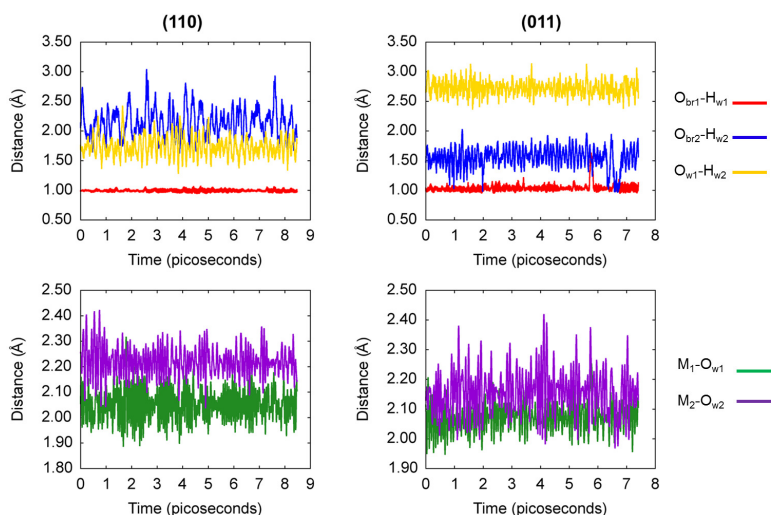 (110)
(011)
Distance (Å)
3.50
3.00
2.50
2.00
1.50
1.00
0.50
0 1 2 3 4 5 6 7 8 9
Time (picoseconds)
Distance (Å)
3.50
3.00
2.50
2.00
1.50
1.00
0.50
0 1 2 3 4 5 6 7 8
Time (picoseconds)
Obr1-Hw1
Obr2-Hw2
Ow1-Hw2
Distance (Å)
2.50
2.40
2.30
2.20
2.10
2.00
1.90
1.80
0 1 2 3 4 5 6 7 8 9
Time (picoseconds)
Distance (Å)
2.50
2.40
2.30
2.20
2.10
2.00
1.90
0 1 2 3 4 5 6 7 8
Time (picoseconds)
M1-Ow1
M2-Ow2